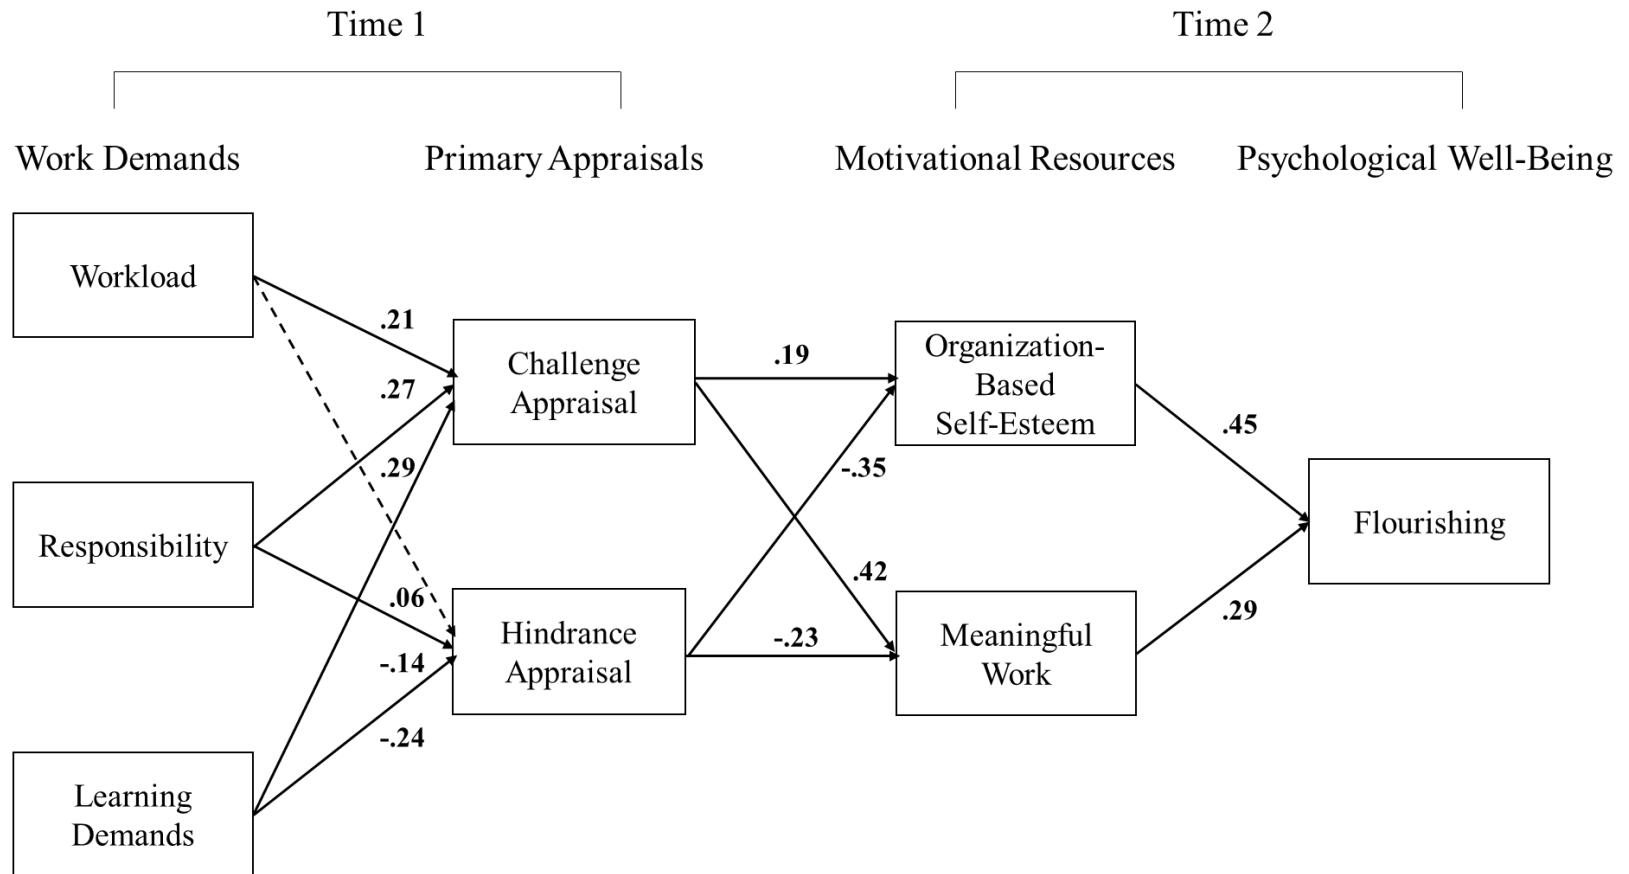 Time 1
Time 2
Work Demands
Primary Appraisals
Motivational Resources
Psychological Well-Being
Workload
.21
.27
.29
Responsibility
.06
-.14
-.24
Learning
Demands
Challenge
Appraisal
Hindrance
Appraisal
.19
-.35
.42
-.23
Organization-
Based
Self-Esteem
Meaningful
Work
.45
.29
Flourishing